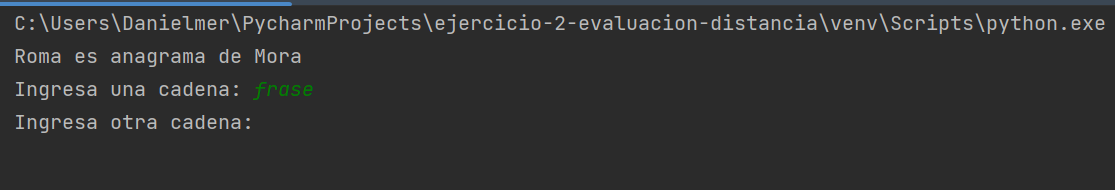 C:\Users\Danielmer\PycharmProjects\ejercicio-2-evaluacion-distancia\venv\Scripts\python.exe
Roma es anagrama de Mora
Ingresa una cadena: frase
Ingresa otra cadena: